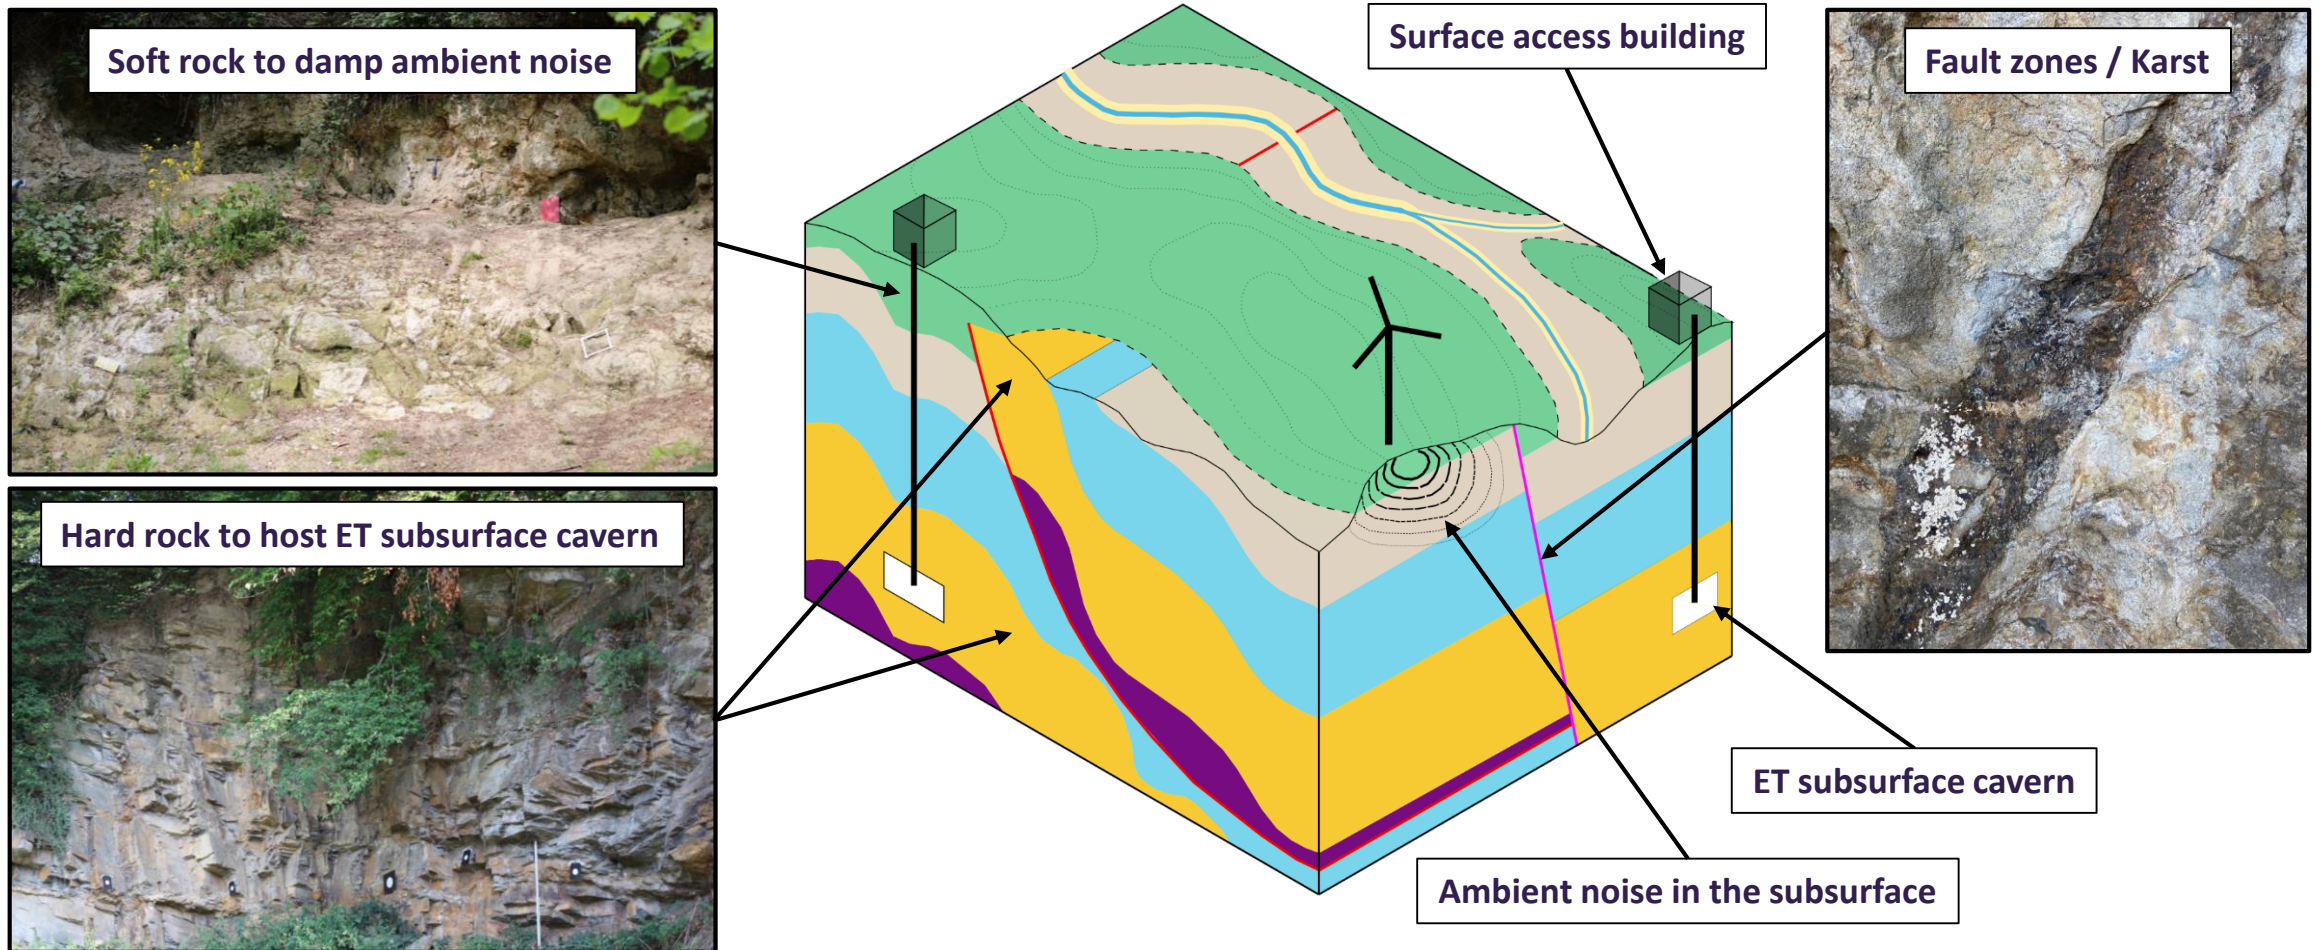 Soft rock to damp ambient noise
Surface access building
Fault zones / Karst
Hard rock to host ET subsurface cavern
ET subsurface cavern
Ambient noise in the subsurface